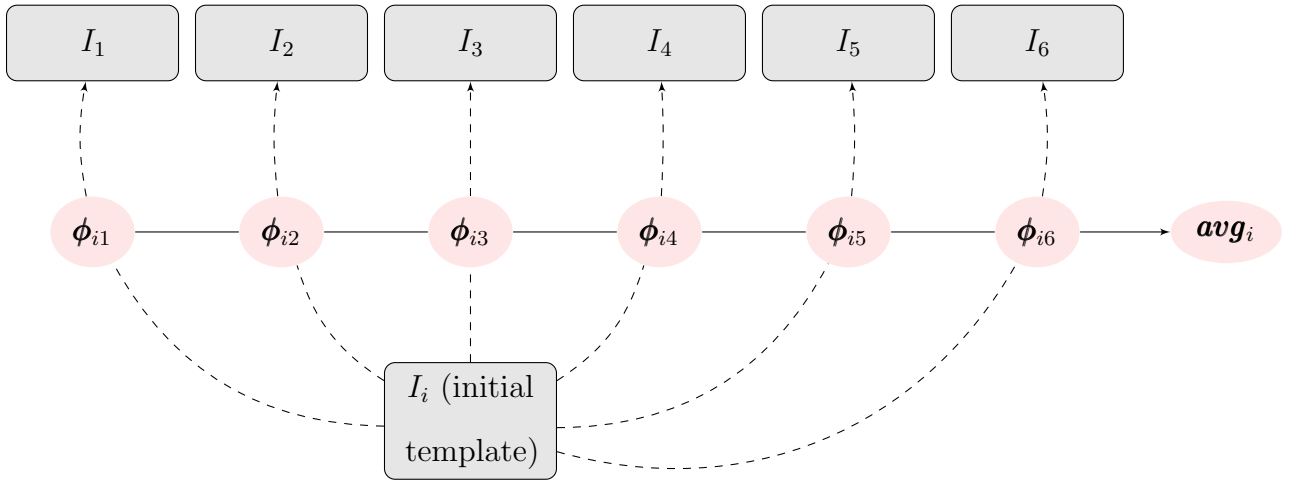 I₁ I₂ I₃ I₄ I₅ I₆
ϕᵢ₁ ϕᵢ₂ ϕᵢ₃ ϕᵢ₄ ϕᵢ₅ ϕᵢ₆ avgᵢ
Iᵢ (initial
template)